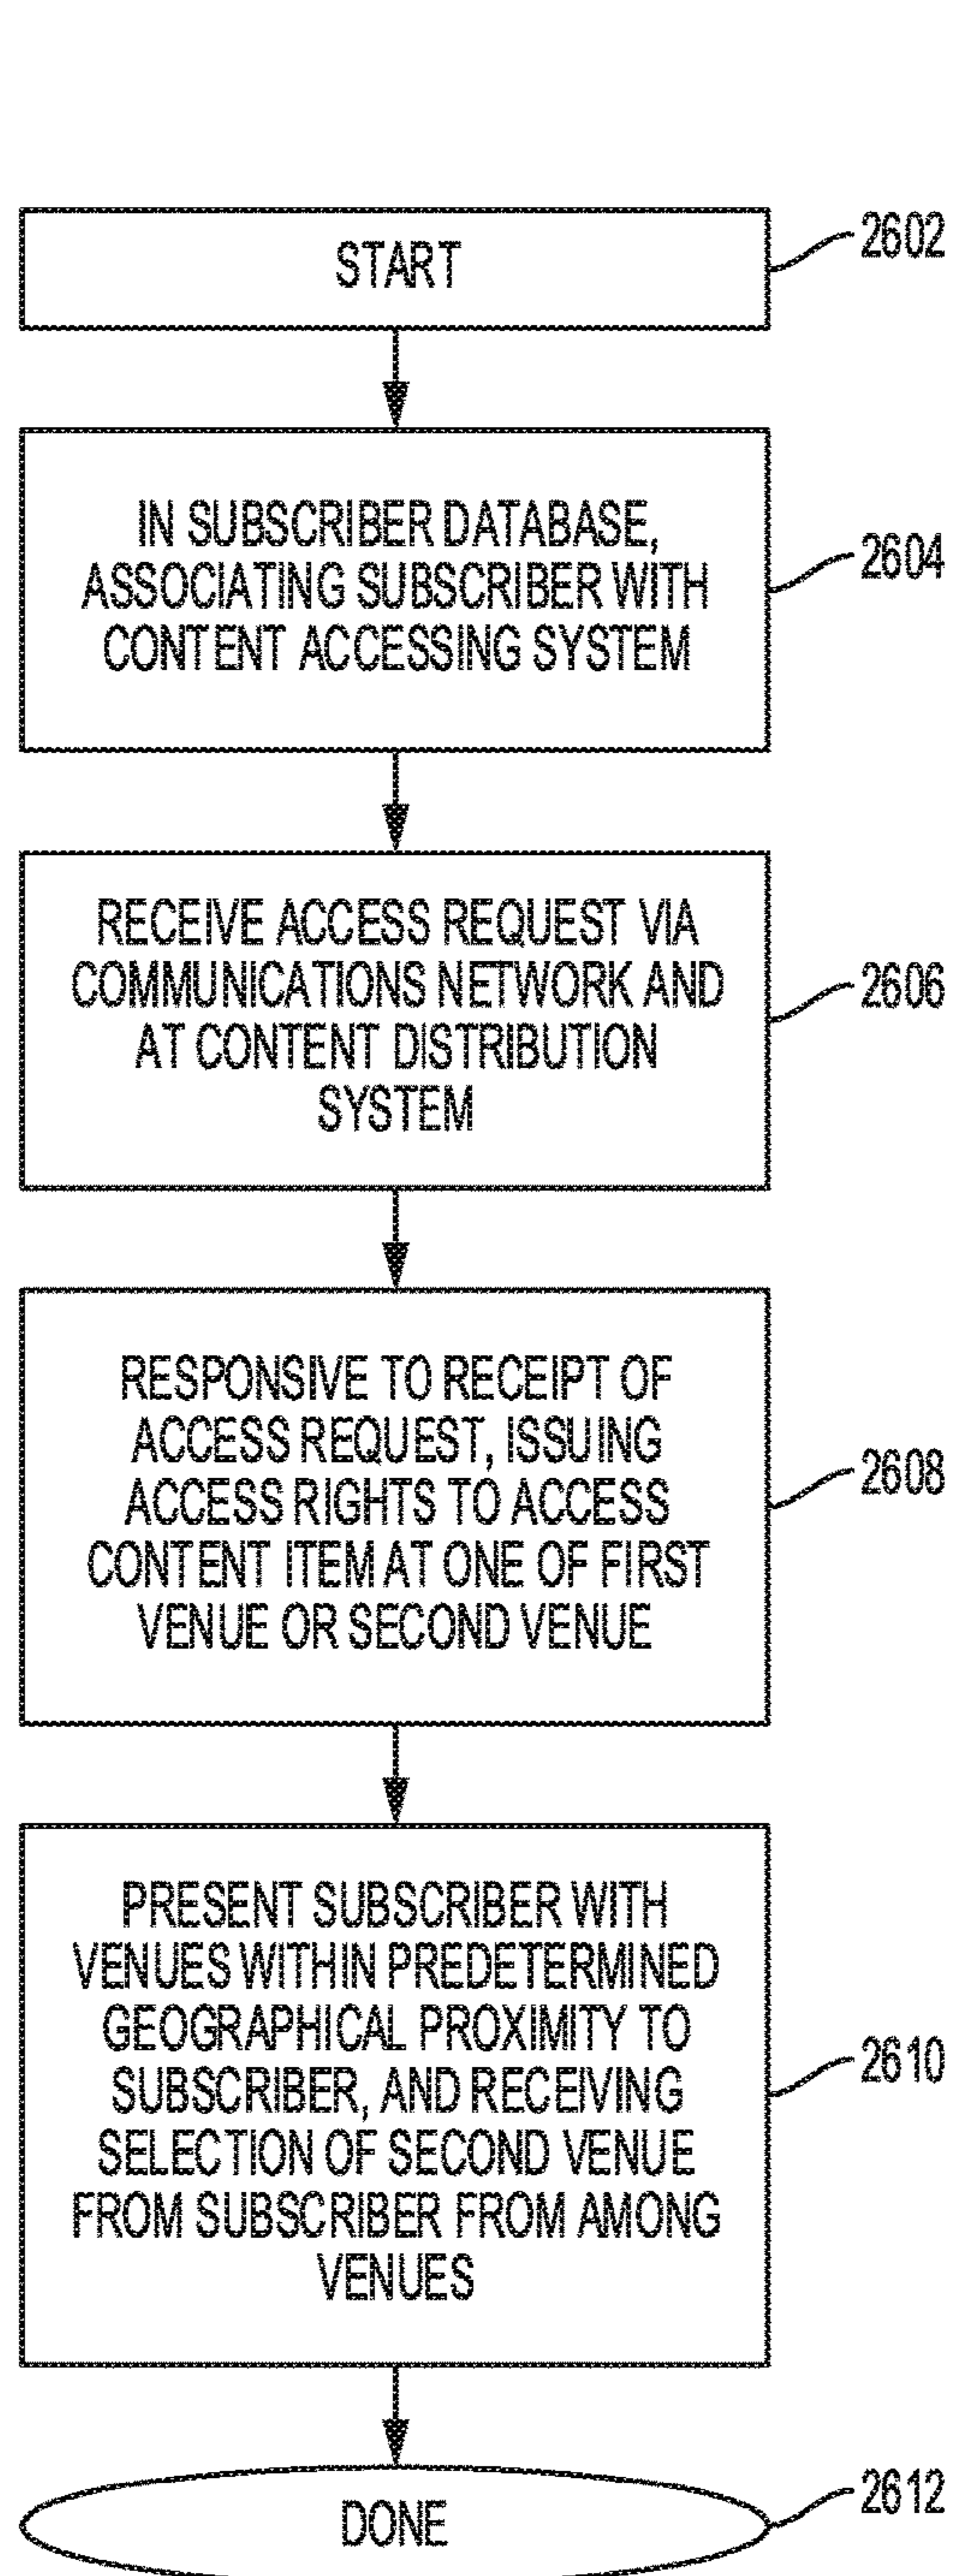 START
2602
IN SUBSCRIBER DATABASE,
ASSOCIATING SUBSCRIBER WITH
CONTENT ACCESSING SYSTEM
2604
RECEIVE ACCESS REQUEST VIA
COMMUNICATIONS NETWORK AND
AT CONTENT DISTRIBUTION
SYSTEM
2606
RESPONSIVE TO RECEIPT OF
ACCESS REQUEST, ISSUING
ACCESS RIGHTS TO ACCESS
CONTENT ITEM AT ONE OF FIRST
VENUE OR SECOND VENUE
2608
PRESENT SUBSCRIBER WITH
VENUES WITHIN PREDETERMINED
GEOGRAPHICAL PROXIMITY TO
SUBSCRIBER, AND RECEIVING
SELECTION OF SECOND VENUE
FROM SUBSCRIBER FROM AMONG
VENUES
2610
DONE
2612